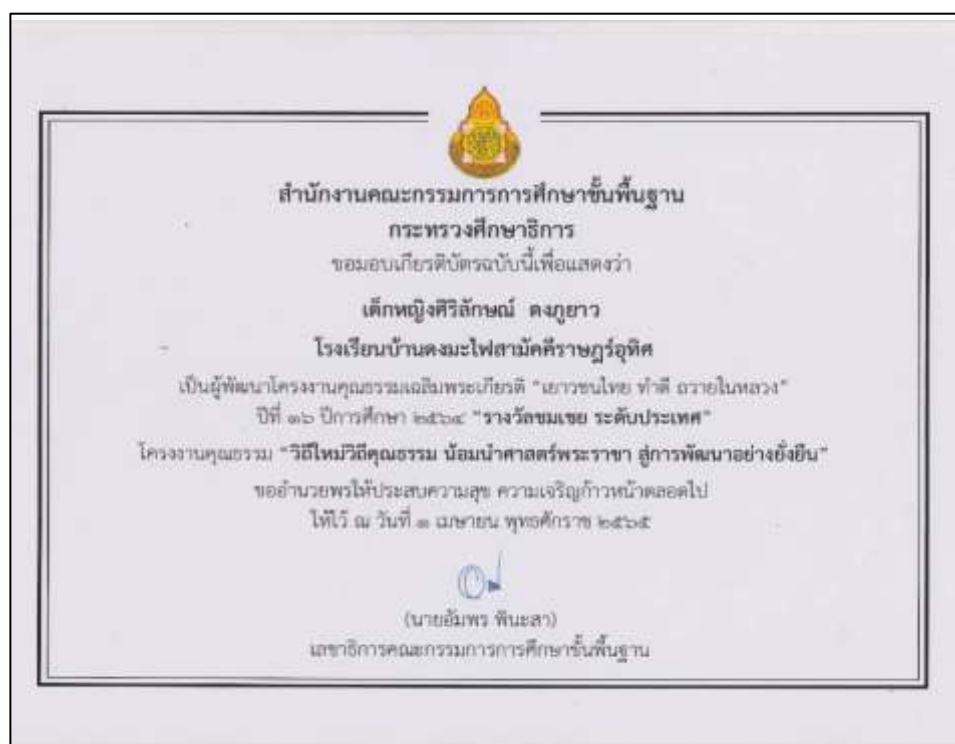 สำนักงานคณะกรรมการการศึกษาขั้นพื้นฐาน
กระทรวงศึกษาธิการ
ขอมอบเกียรติบัตรฉบับนี้เพื่อแสดงว่า
เด็กหญิงศิริลักษณ์ ดงภูยาว
โรงเรียนบ้านดงมะไฟสามัคคีราษฎร์อุทิศ
เป็นผู้พัฒนาโครงงานคุณธรรมเฉลิมพระเกียรติ "เยาวชนไทย ทำดี ถวายในหลวง"
ปีที่ ๑๖ ปีการศึกษา ๒๕๖๔ "รางวัลชมเชย ระดับประเทศ"
โครงงานคุณธรรม "วิถีใหม่วิถีคุณธรรม น้อมนำศาสตร์พระราชา สู่การพัฒนาอย่างยั่งยืน"
ขออำนวยพรให้ประสบความสุข ความเจริญก้าวหน้าตลอดไป
ให้ไว้ ณ วันที่ ๑ เมษายน พุทธศักราช ๒๕๖๕
(นายอัมพร พินะสา)
เลขาธิการคณะกรรมการการศึกษาขั้นพื้นฐาน